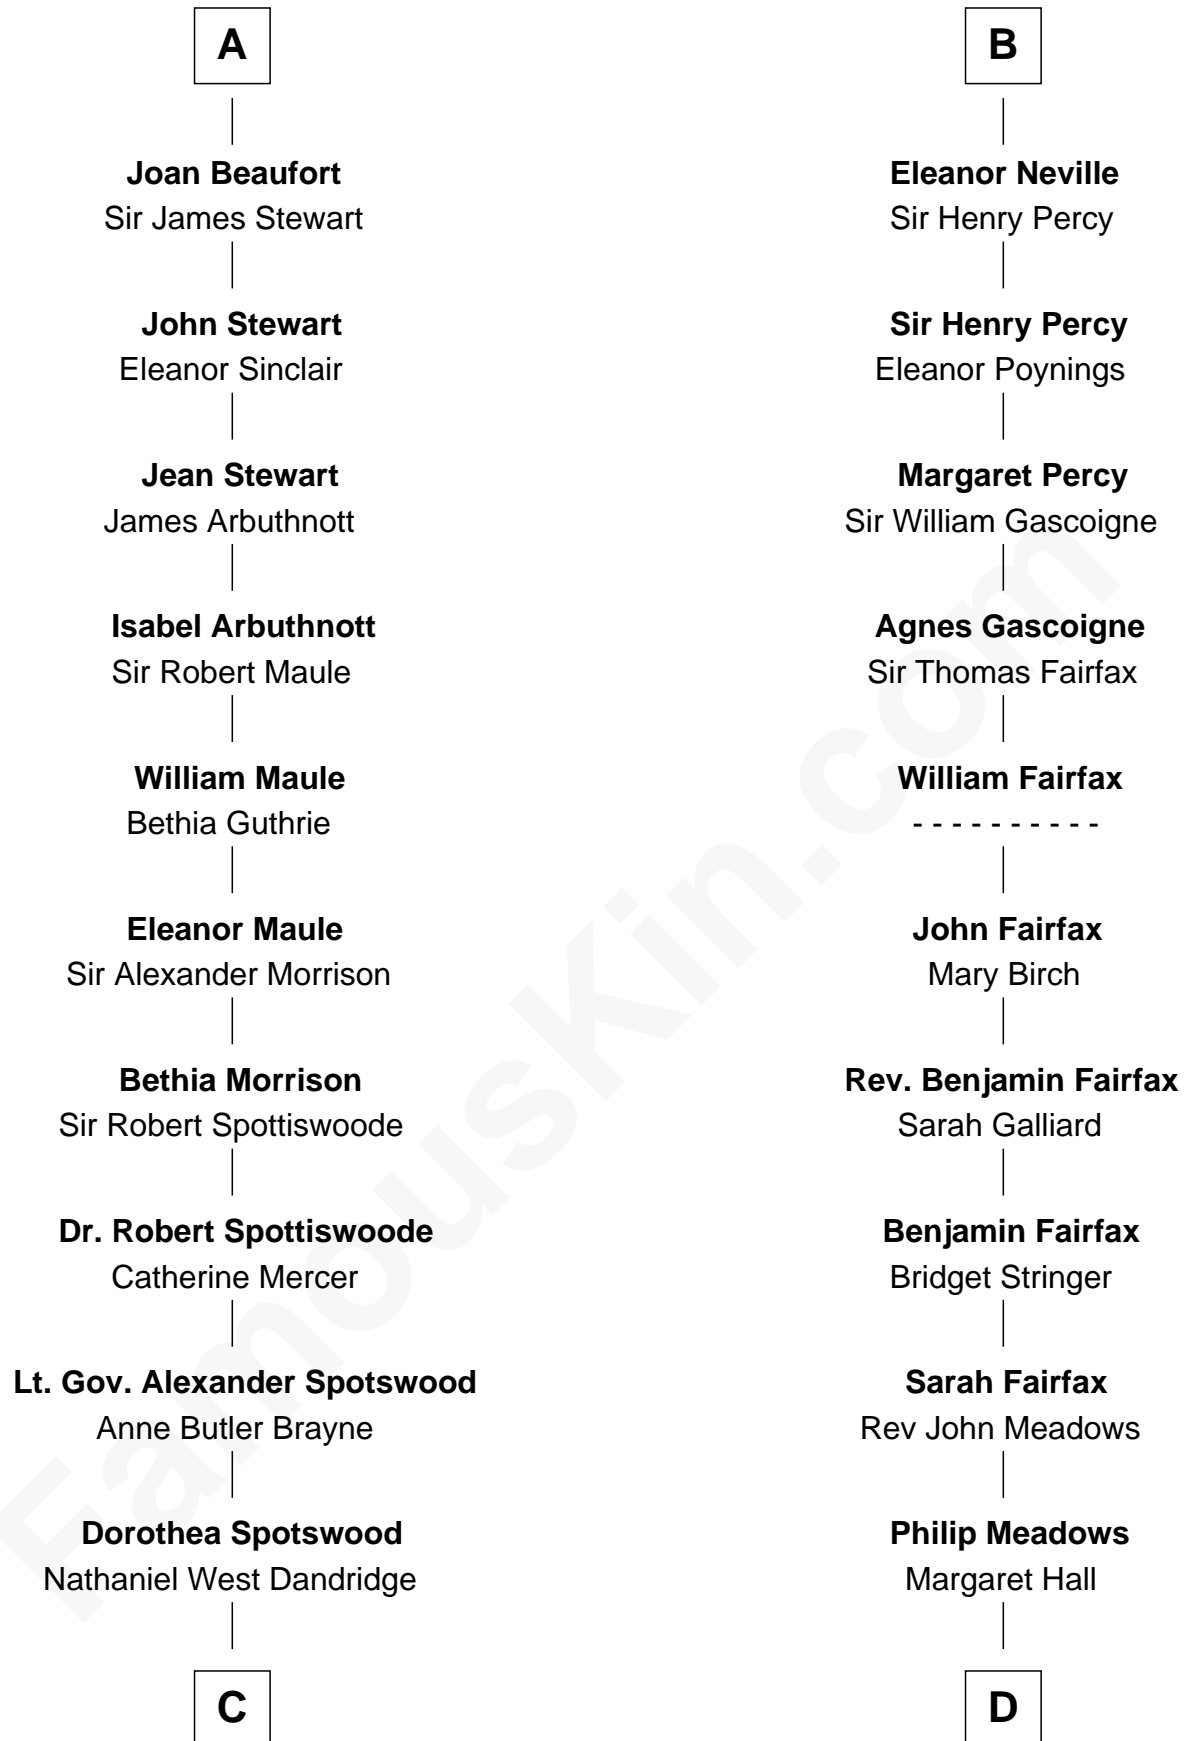 A
Joan Beaufort
Sir James Stewart
John Stewart
Eleanor Sinclair
Jean Stewart
James Arbuthnott
Isabel Arbuthnott
Sir Robert Maule
William Maule
Bethia Guthrie
Eleanor Maule
Sir Alexander Morrison
Bethia Morrison
Sir Robert Spottiswoode
Dr. Robert Spottiswoode
Catherine Mercer
Lt. Gov. Alexander Spotswood
Anne Butler Brayne
Dorothea Spotswood
Nathaniel West Dandridge
C
B
Eleanor Neville
Sir Henry Percy
Sir Henry Percy
Eleanor Poynings
Margaret Percy
Sir William Gascoigne
Agnes Gascoigne
Sir Thomas Fairfax
William Fairfax
- - - - - - - - - -
John Fairfax
Mary Birch
Rev. Benjamin Fairfax
Sarah Galliard
Benjamin Fairfax
Bridget Stringer
Sarah Fairfax
Rev John Meadows
Philip Meadows
Margaret Hall
D
FamousKin.com